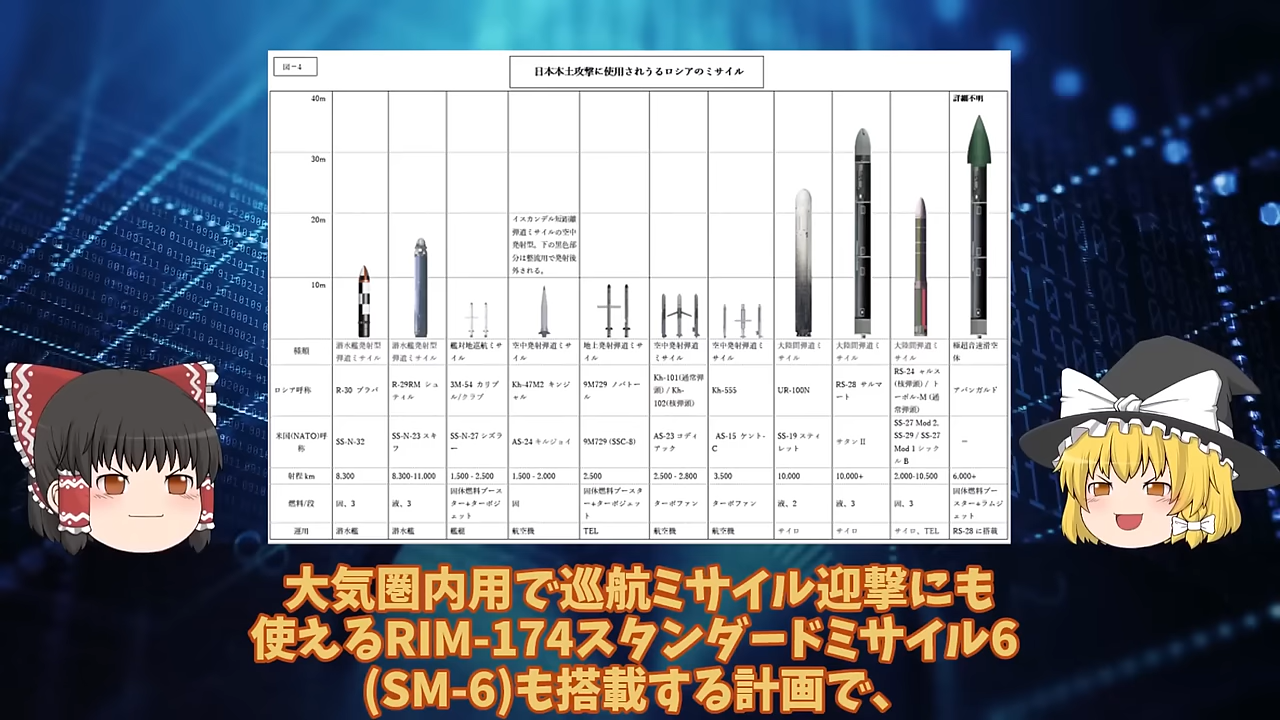 図−4
日本本土攻撃に使用されうるロシアのミサイル
40m
30m
20m
10m
詳細不明
イスカンデル短距離
弾道ミサイルの空中
発射型。下の黒色部
分は整流用で発射後
外される。
種類
潜水艦発射型
弾道ミサイル
潜水艦発射型
弾道ミサイル
艦対地巡航ミサ
イル
空中発射弾道ミ
サイル
地上発射弾道ミ
サイル
空中発射弾道
ミサイル
空中発射弾道ミ
サイル
大陸間弾道ミ
サイル
大陸間弾道ミ
サイル
大陸間弾道ミ
サイル
極超音速滑空
体
ロシア呼称
R-30 ブラバ
R-29RM シュ
ティル
3M-54 カリブ
ル/クラブ
Kh-47M2 キンジ
ャル
9M729 ノバトー
ル
Kh-101(通常弾
頭) / Kh-
102(核弾頭)
Kh-555
UR-100N
RS-28 サルマ
ート
RS-24 ャルス
(核弾頭) / ト
ーポル-M (通
常弾頭)
アバンガルド
米国(NATO)呼
称
SS-N-32
SS-N-23 スキ
フ
SS-N-27 シズラ
ー
AS-24 キルジョイ
9M729 (SSC-8)
AS-23 コディ
アック
AS-15 ケント-
C
SS-19 スティ
レット
サタンⅡ
SS-27 Mod 2,
SS-29 / SS-27
Mod 1 シック
ル B
−
射程 km
8.300
8.300-11,000
1,500 - 2.500
1,500 - 2.000
2.500
2.500 - 2.800
3.500
10,000
10.000+
2.000-10,500
6.000+
燃料/段
固、3
液、3
固体燃料ブース
ター+ターボジ
ェット
固
固体燃料ブースタ
ー+ターボジェッ
ト
ターボファン
ターボファン
液、2
液、3
固、3
固体燃料ブー
スター+ラムジ
ェット
運用
潜水艦
潜水艦
艦艇
航空機
TEL
航空機
航空機
サイロ
サイロ
サイロ, TEL
RS-28 に搭載
大気圏内用で巡航ミサイル迎撃にも
使えるRIM-174スタンダードミサイル6
(SM-6)も搭載する計画で、